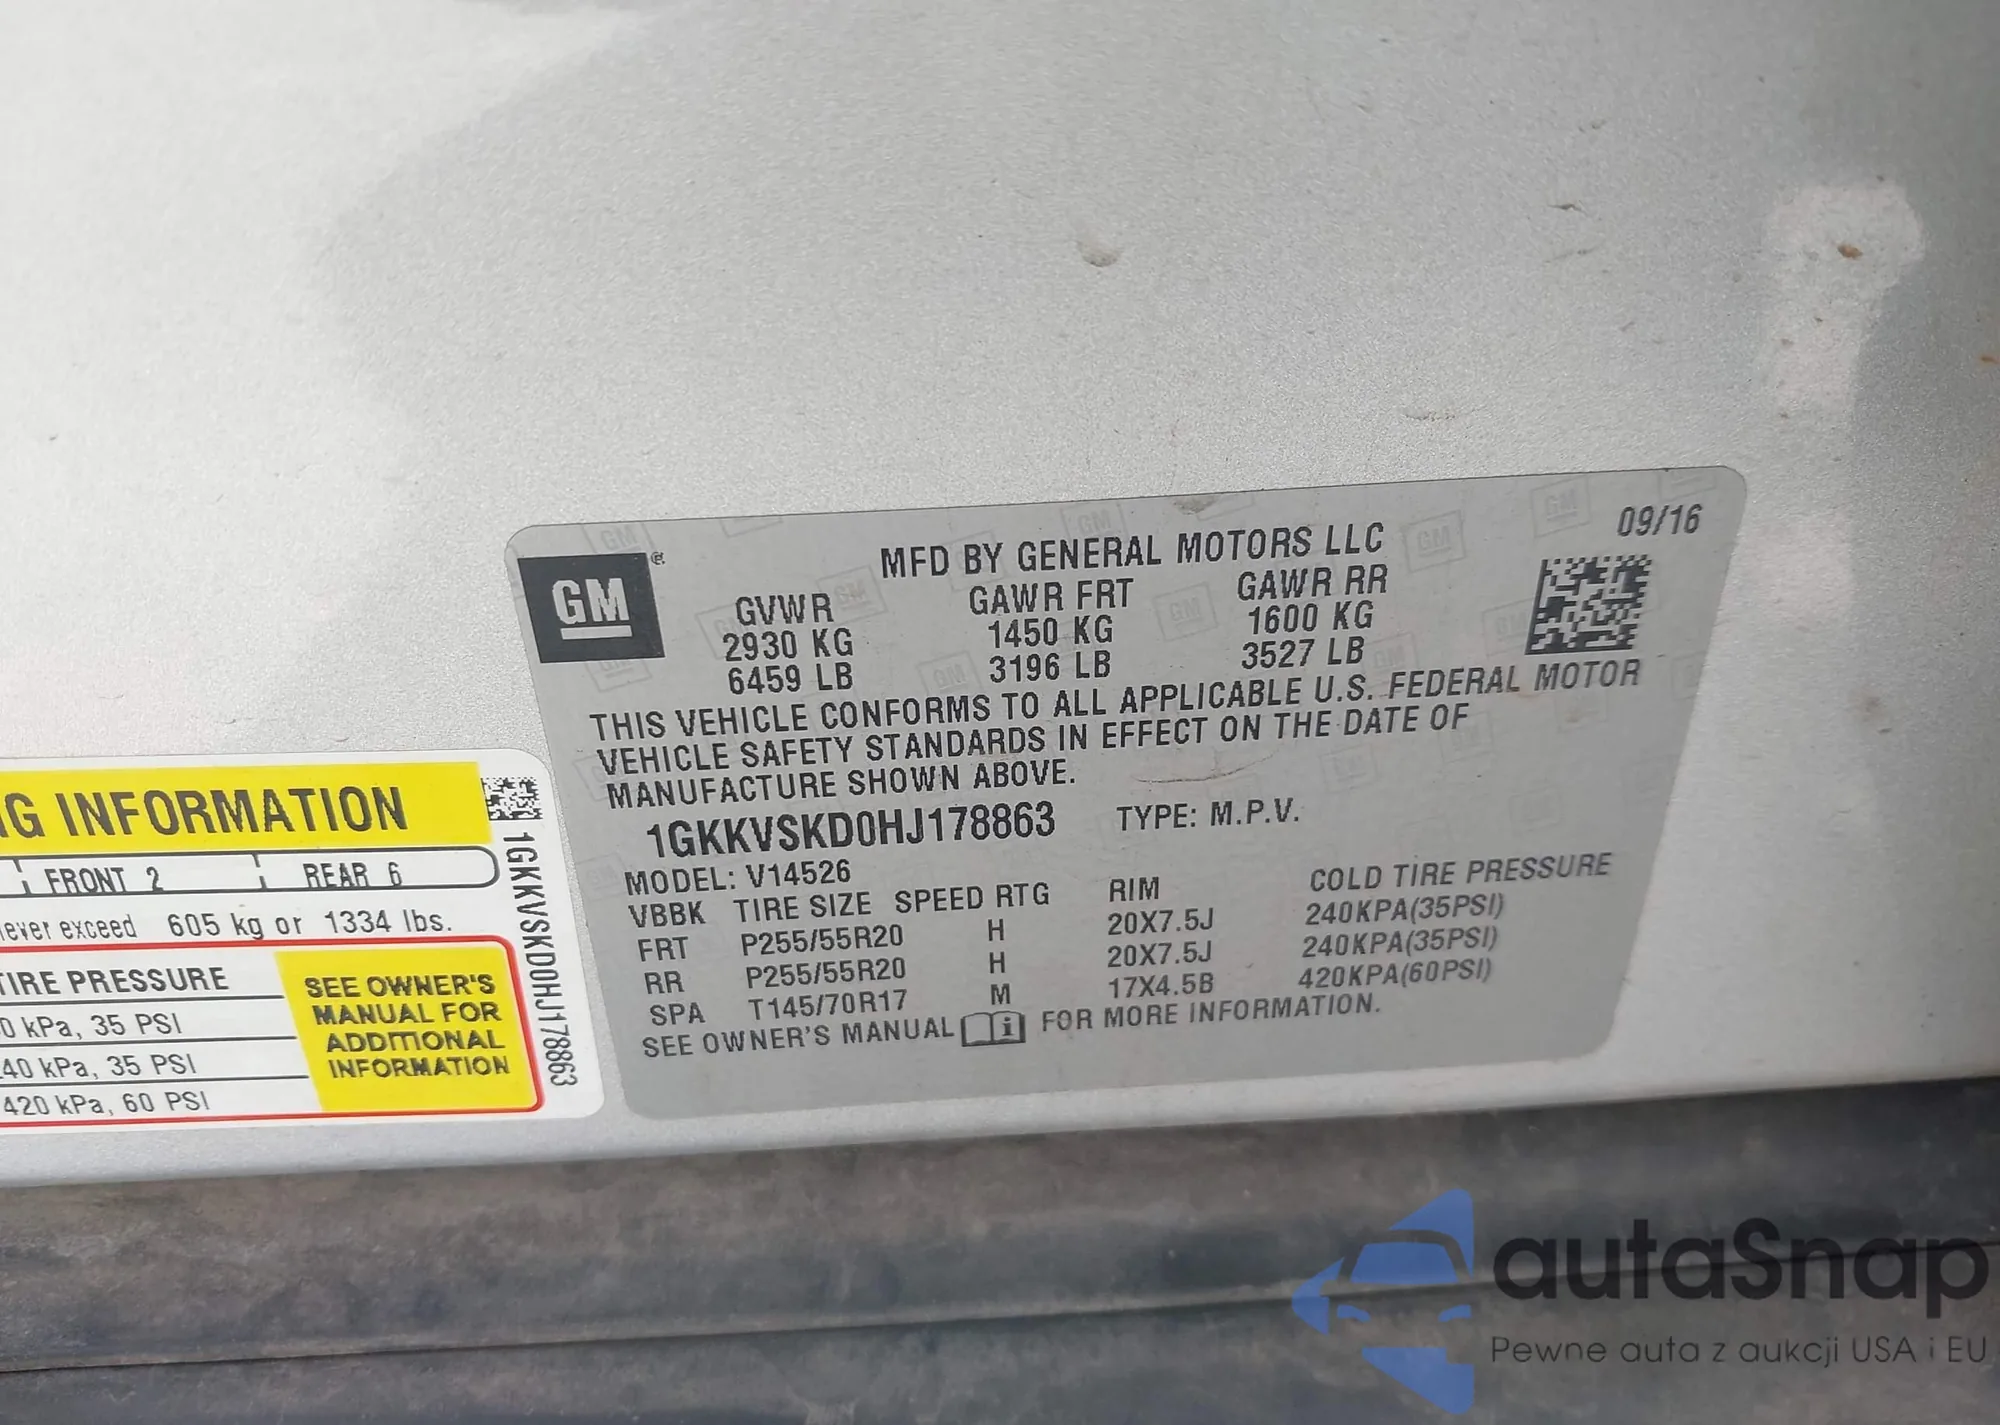 09/16
GM ®
MFD BY GENERAL MOTORS LLC
GVWR GAWR FRT GAWR RR
2930 KG 1450 KG 1600 KG
6459 LB 3196 LB 3527 LB
THIS VEHICLE CONFORMS TO ALL APPLICABLE U.S. FEDERAL MOTOR
VEHICLE SAFETY STANDARDS IN EFFECT ON THE DATE OF
MANUFACTURE SHOWN ABOVE.
1GKKVSKD0HJ178863 TYPE: M.P.V.
MODEL: V14526
VBBK TIRE SIZE SPEED RTG RIM COLD TIRE PRESSURE
FRT P255/55R20 H 20X7.5J 240KPA(35PSI)
RR P255/55R20 H 20X7.5J 240KPA(35PSI)
SPA T145/70R17 M 17X4.5B 420KPA(60PSI)
SEE OWNER'S MANUAL i FOR MORE INFORMATION.
G INFORMATION
FRONT 2 REAR 6
ever exceed 605 kg or 1334 lbs.
TIRE PRESSURE
0 kPa, 35 PSI
40 kPa, 35 PSI
420 kPa, 60 PSI
SEE OWNER'S
MANUAL FOR
ADDITIONAL
INFORMATION
1GKKVSKD0HJ178863
autaSnap
Pewne auta z aukcji USA i EU